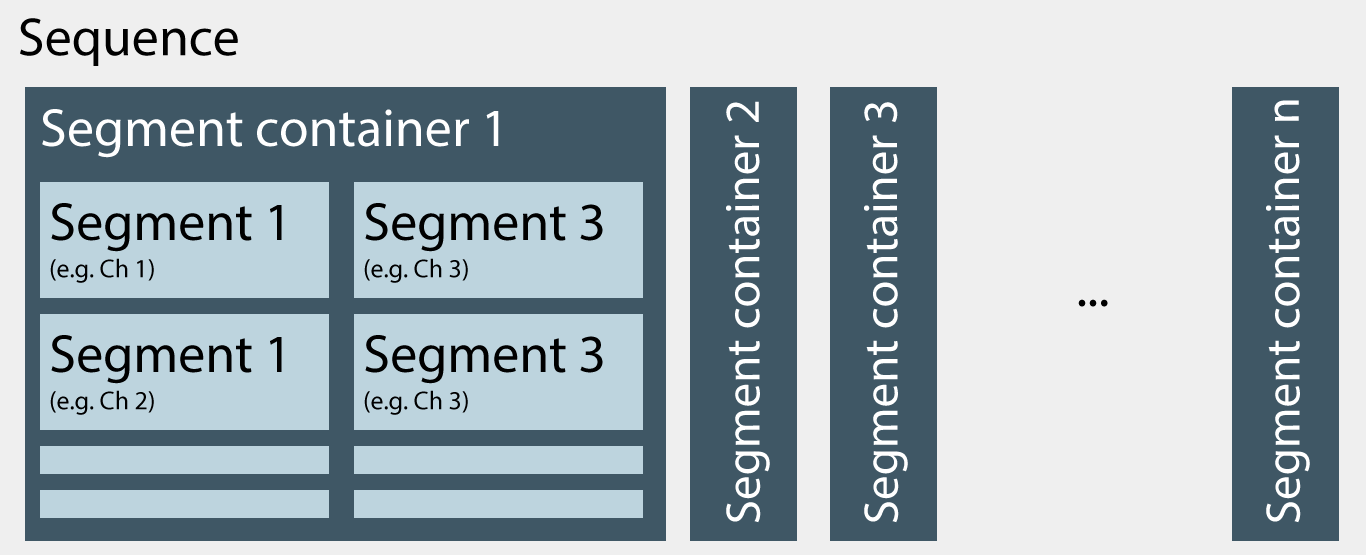 Sequence
Segment container 1
Segment 1
(e.g. Ch 1)
Segment 3
(e.g. Ch 3)
Segment 1
(e.g. Ch 2)
Segment 3
(e.g. Ch 3)
Segment container 2
Segment container 3
...
Segment container n